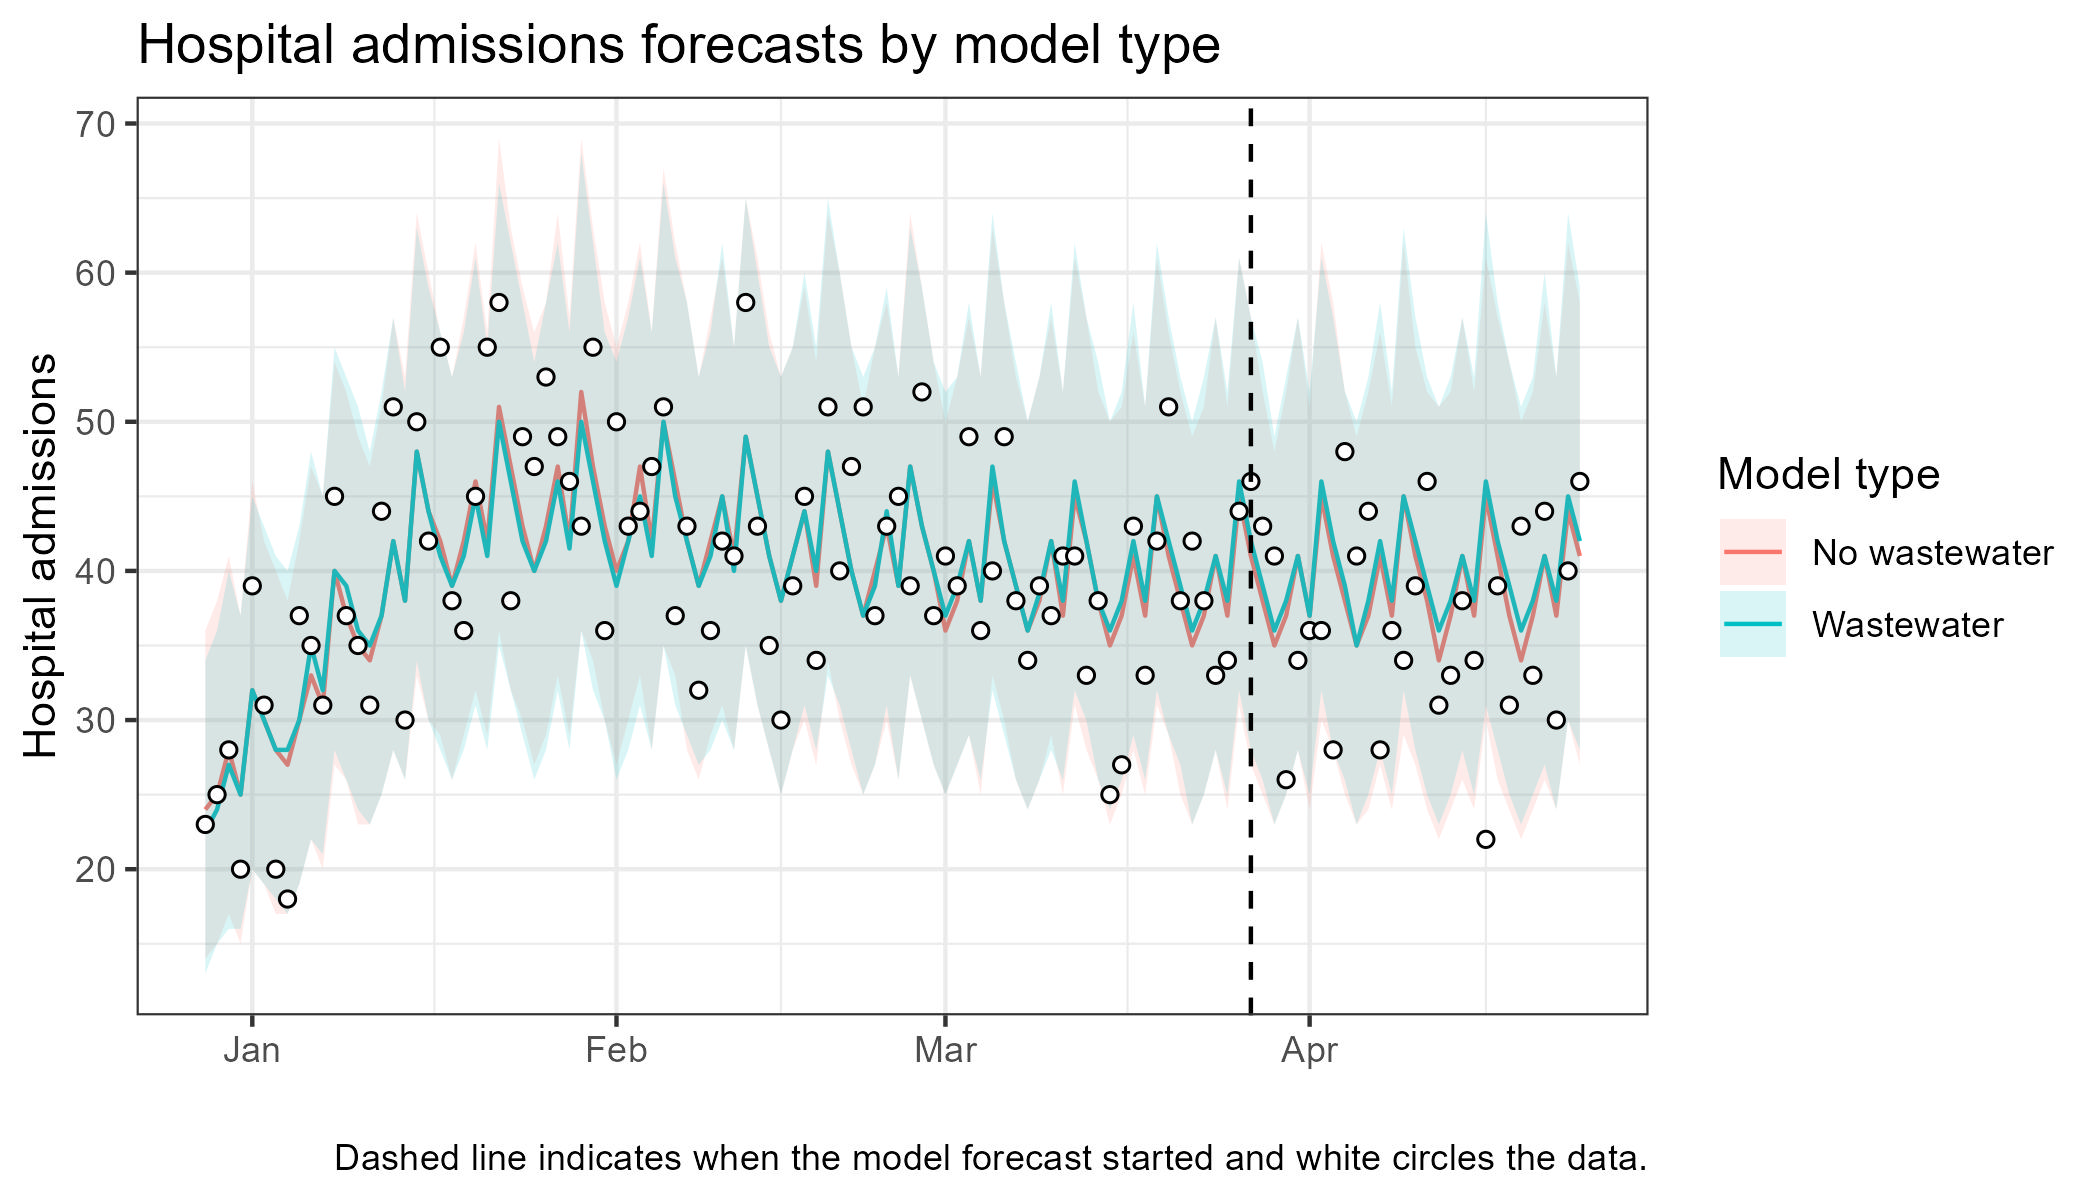 Hospital admissions forecasts by model type
Hospital admissions
70
60
50
40
30
20
Jan
Feb
Mar
Apr
Model type
No wastewater
Wastewater
Dashed line indicates when the model forecast started and white circles the data.